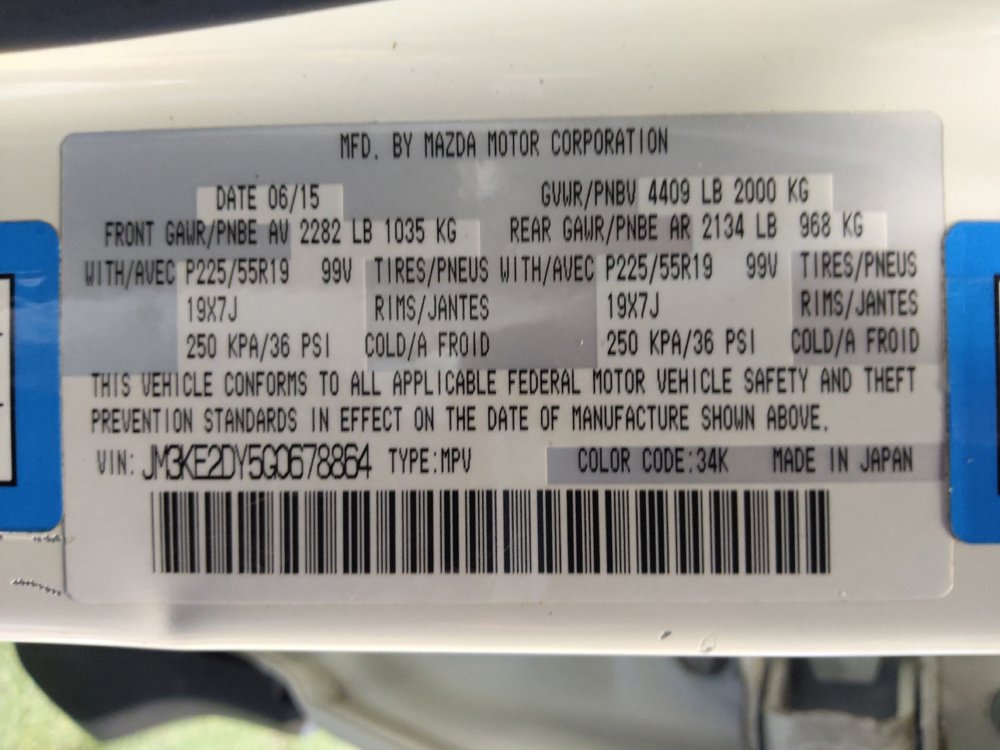 MFD. BY MAZDA MOTOR CORPORATION
DATE 06/15 GVWR/PNBV 4409 LB 2000 KG
FRONT GAWR/PNBE AV 2282 LB 1035 KG REAR GAWR/PNBE AR 2134 LB 968 KG
WITH/AVEC P225/55R19 99V TIRES/PNEUS WITH/AVEC P225/55R19 99V TIRES/PNEUS
19X7J RIMS/JANTES 19X7J RIMS/JANTES
250 KPA/36 PSI COLD/A FROID 250 KPA/36 PSI COLD/A FROID
THIS VEHICLE CONFORMS TO ALL APPLICABLE FEDERAL MOTOR VEHICLE SAFETY AND THEFT
PREVENTION STANDARDS IN EFFECT ON THE DATE OF MANUFACTURE SHOWN ABOVE.
VIN: JM3KE2DY5G0678864 TYPE:MPV COLOR CODE:34K MADE IN JAPAN